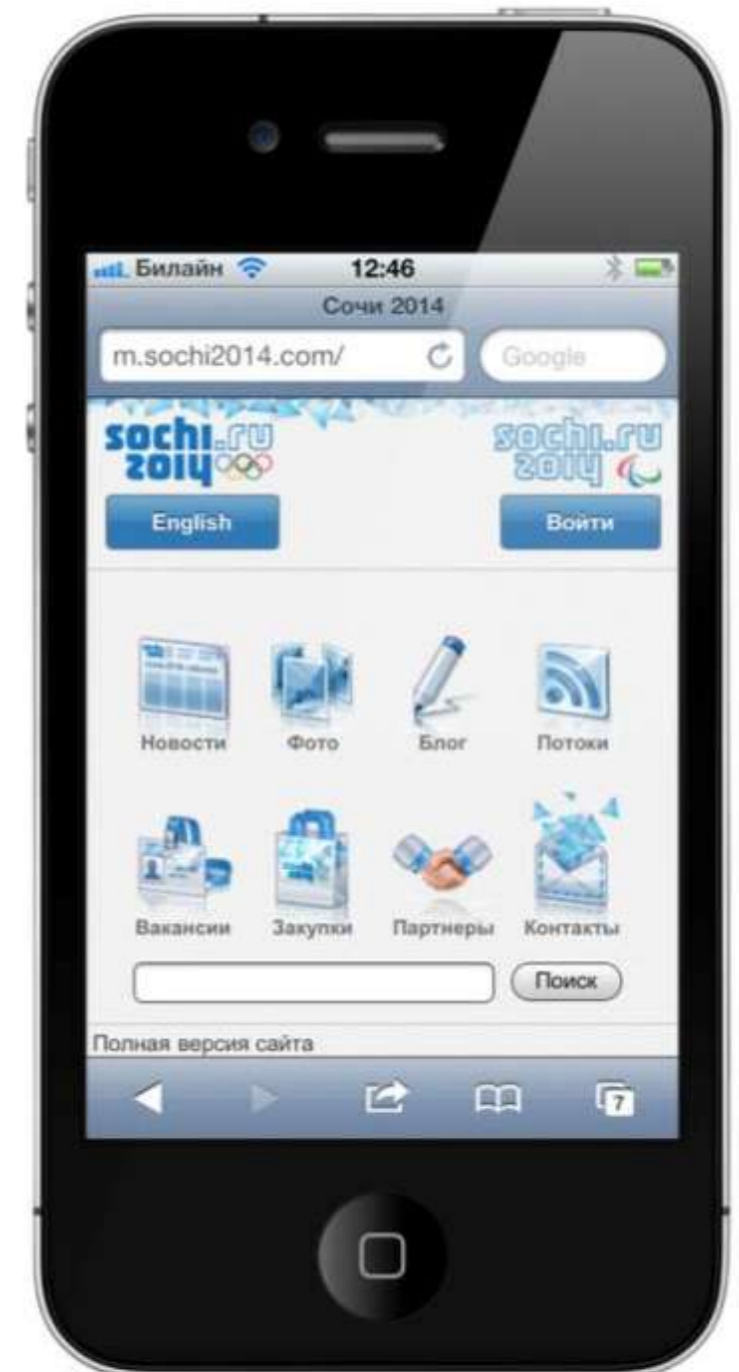 Билайн 12:46
Сочи 2014
m.sochi2014.com/ Google
sochi.ru sochi.ru
2014 2014
English Войти
Новости Фото Блог Потоки
Вакансии Закупки Партнеры Контакты
Поиск
Полная версия сайта
7